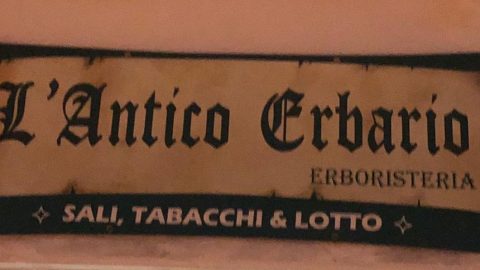 L'Antico Erbario
ERBORISTERIA
SALI, TABACCHI & LOTTO